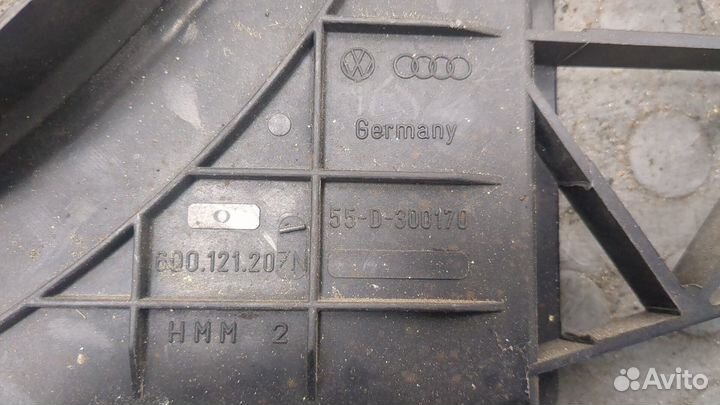 Germany
55-D-300170
6Q0.121.207N
HMM 2
Avito